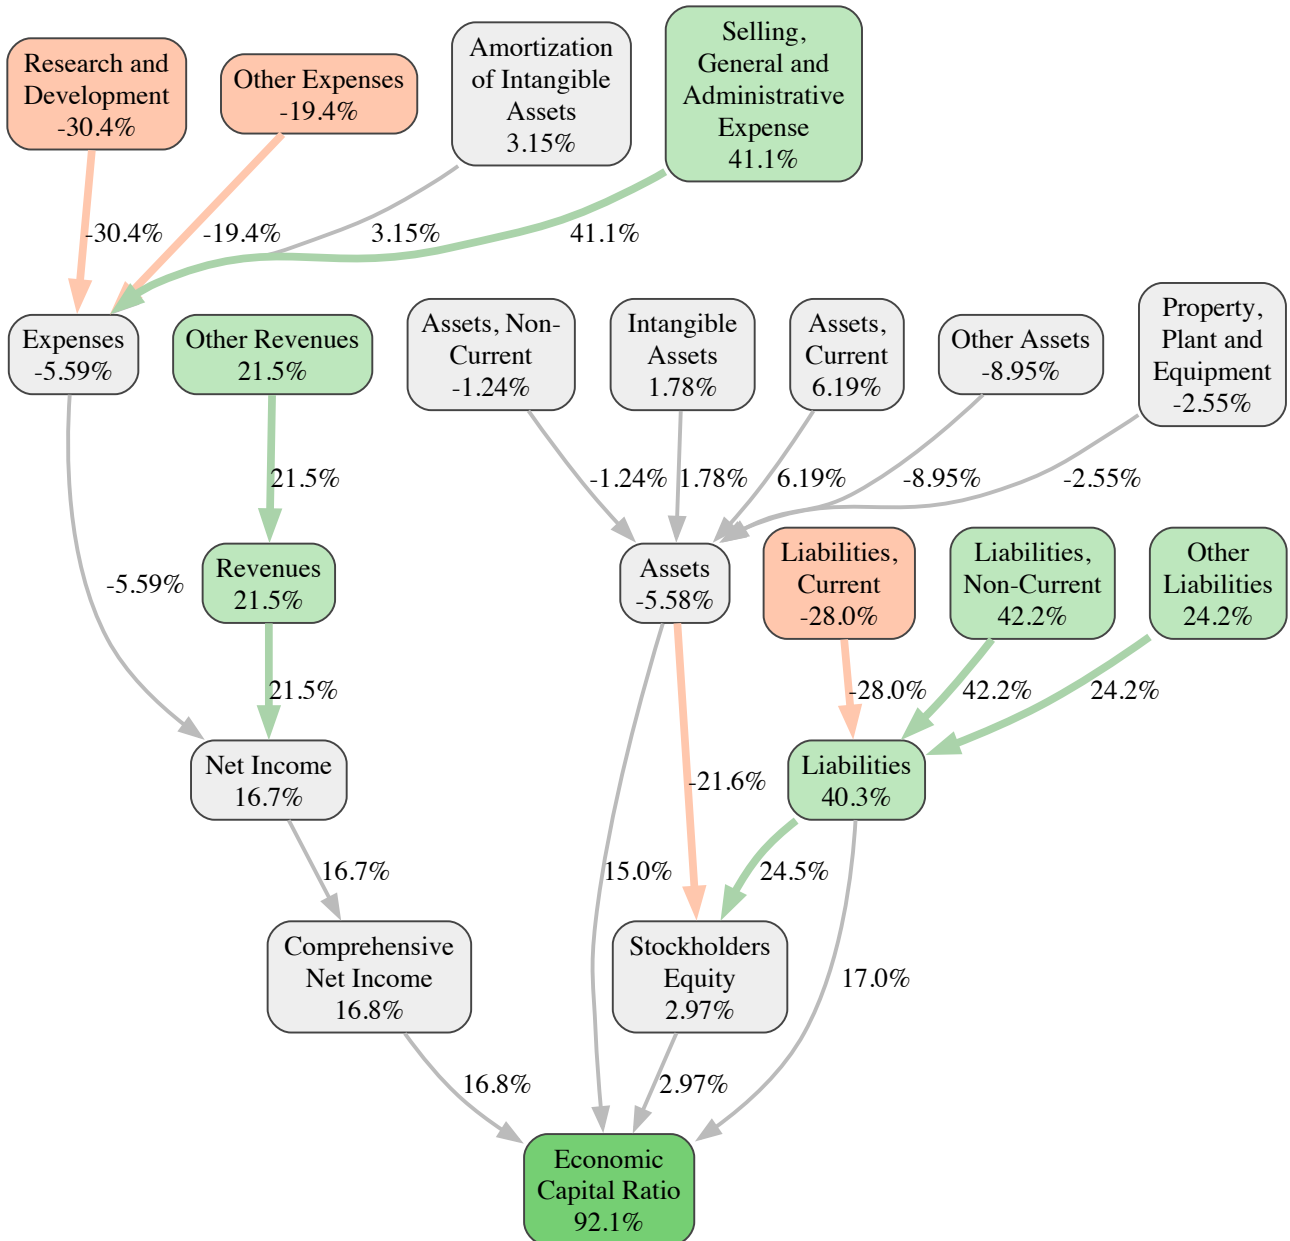 Research and
Development
-30.4%
Other Expenses
-19.4%
Amortization
of Intangible
Assets
3.15%
Selling,
General and
Administrative
Expense
41.1%
-30.4%
-19.4%
3.15%
41.1%
Expenses
-5.59%
Other Revenues
21.5%
Assets, Non-
Current
-1.24%
Intangible
Assets
1.78%
Assets,
Current
6.19%
Other Assets
-8.95%
Property,
Plant and
Equipment
-2.55%
21.5%
-1.24%
1.78%
6.19%
-8.95%
-2.55%
-5.59%
Revenues
21.5%
Assets
-5.58%
Liabilities,
Current
-28.0%
Liabilities,
Non-Current
42.2%
Other
Liabilities
24.2%
21.5%
-28.0%
42.2%
24.2%
Net Income
16.7%
-21.6%
Liabilities
40.3%
16.7%
15.0%
24.5%
Comprehensive
Net Income
16.8%
Stockholders
Equity
2.97%
17.0%
16.8%
2.97%
Economic
Capital Ratio
92.1%